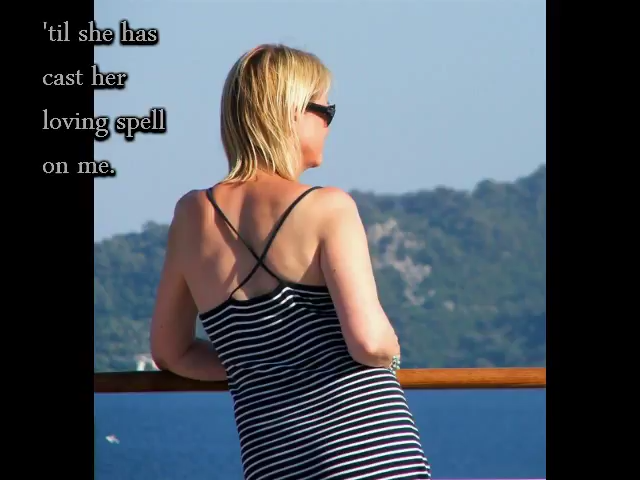 'til she has
cast her
loving spell
on me.